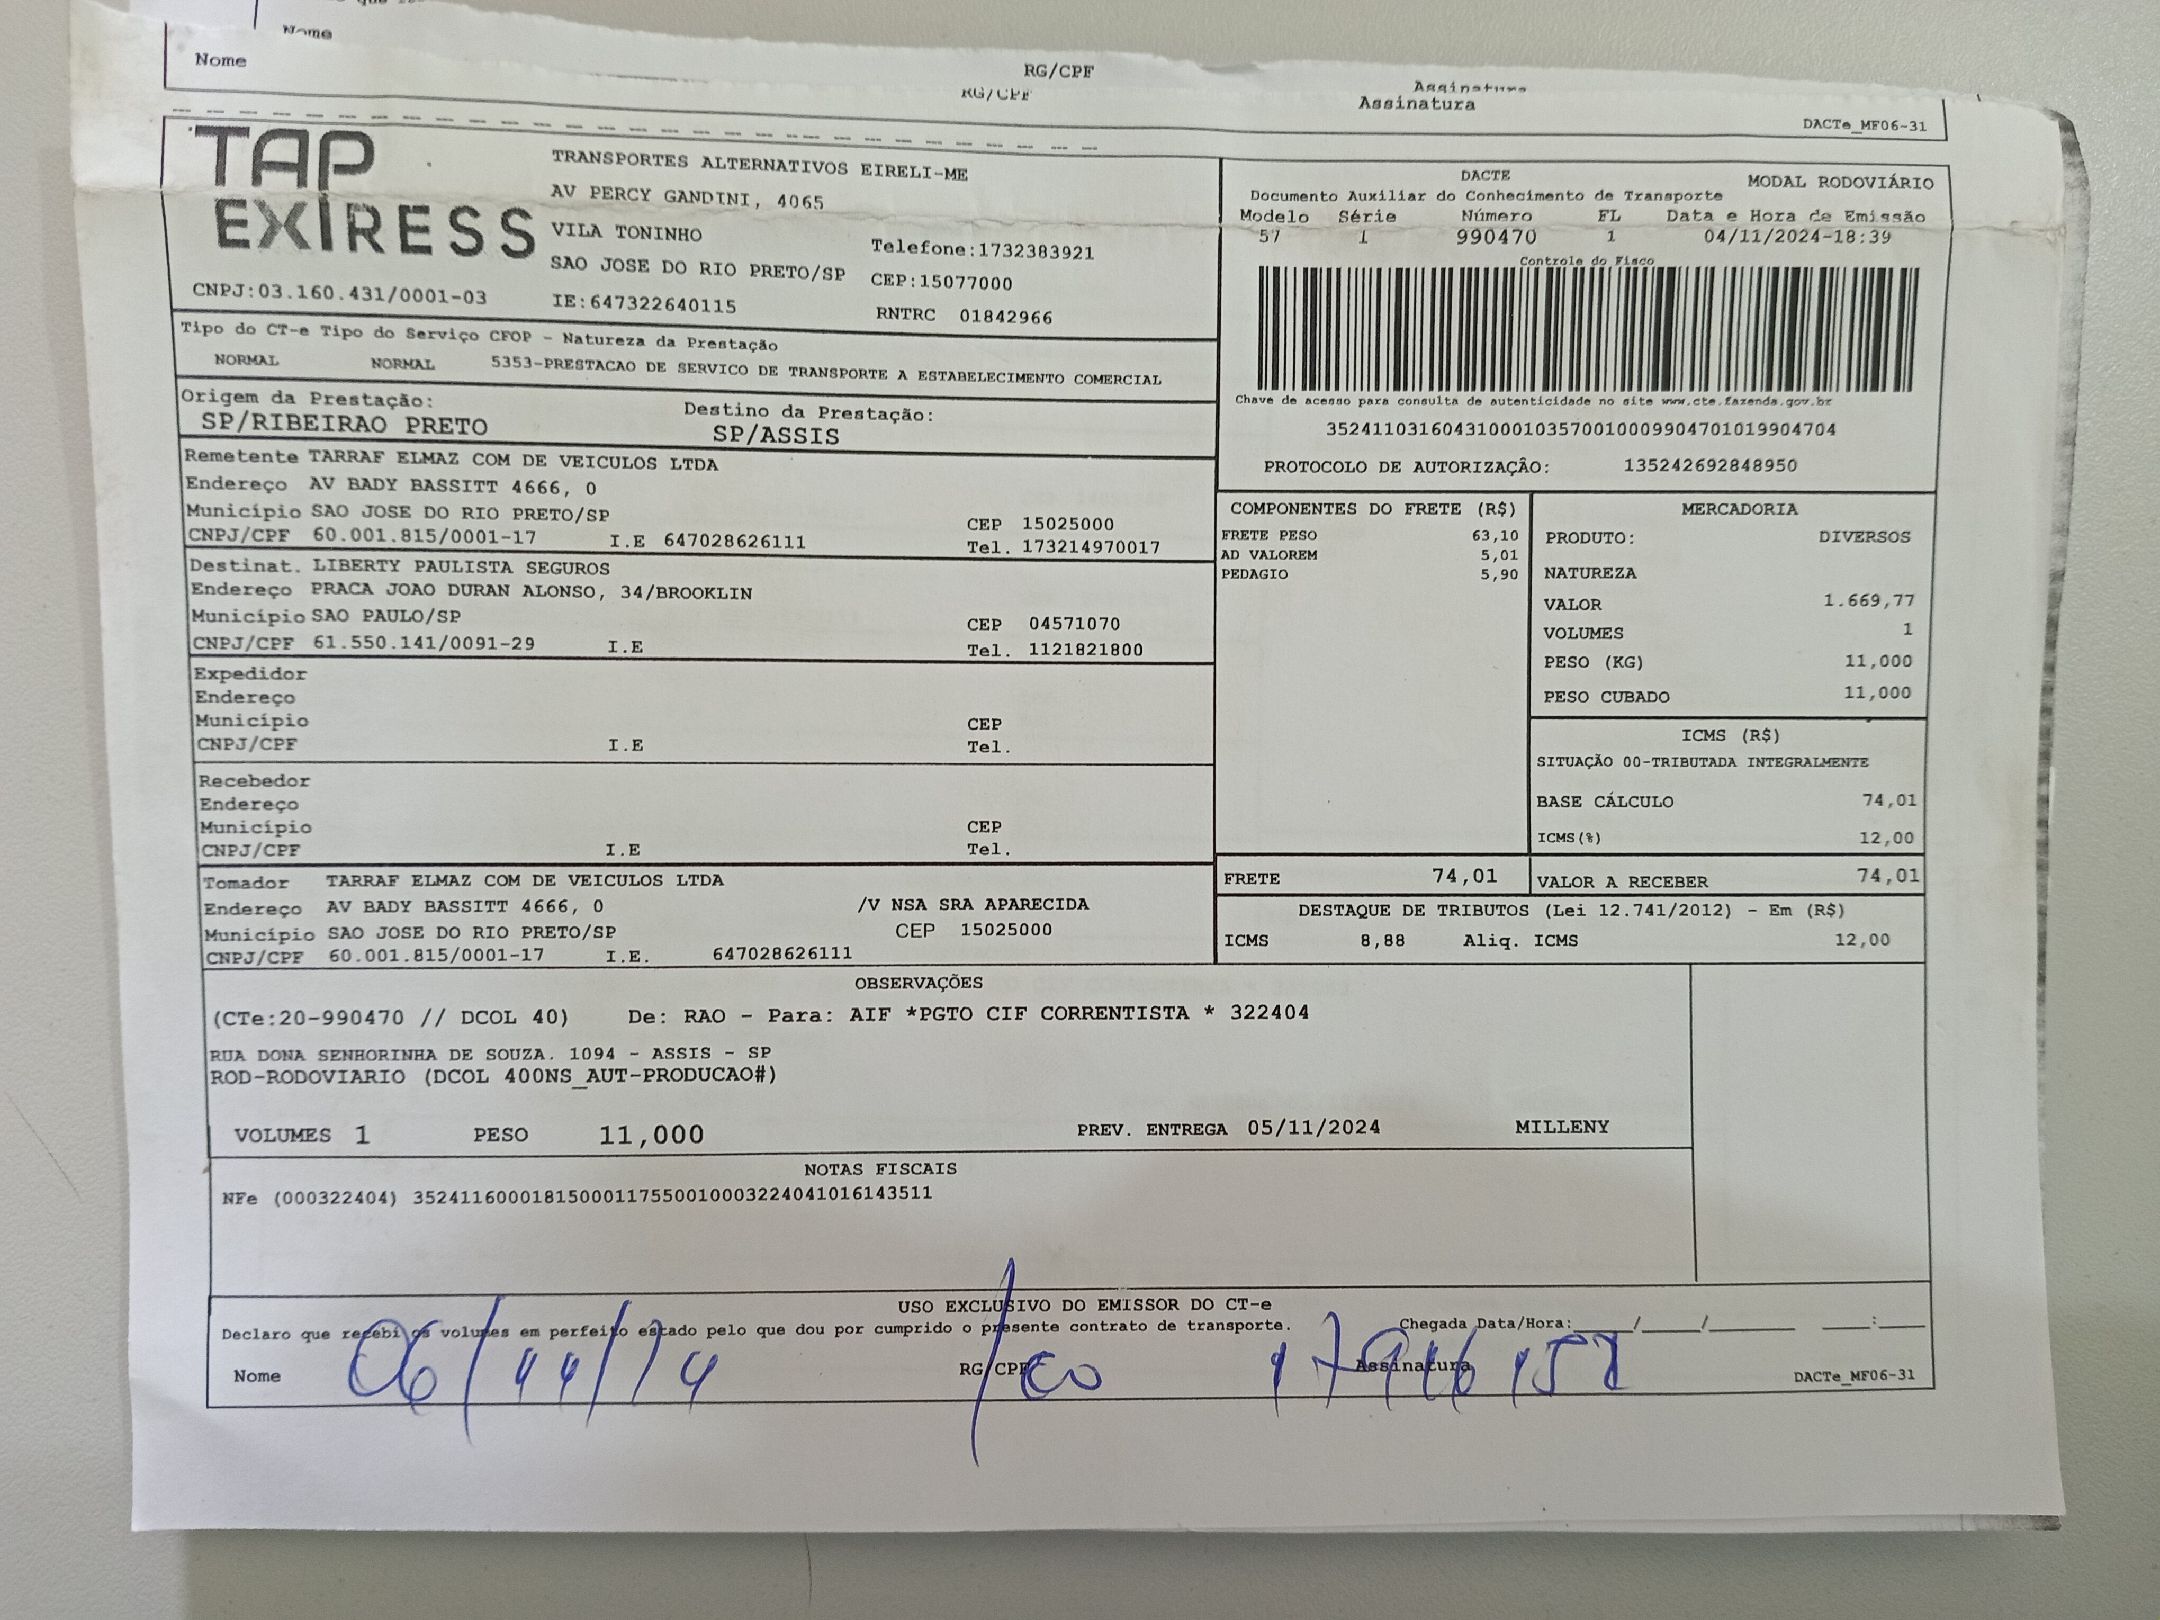 Nome
Nome
RG/CPF
RG/CPF
Assinatura
Assinatura
DACTe_MF06-31
TAP
EXPRESS
TRANSPORTES ALTERNATIVOS EIRELI-ME
AV PERCY GANDINI, 4065
VILA TONINHO
Telefone:1732383921
SAO JOSE DO RIO PRETO/SP
CEP:15077000
CNPJ:03.160.431/0001-03
IE:647322640115
RNTRC 01842966
DACTE
MODAL RODOVIÁRIO
Documento Auxiliar do Conhecimento de Transporte
Modelo Série Número FL Data e Hora de Emissão
57 1 990470 1 04/11/2024-18:39
Controle do Fisco
Chave de acesso para consulta de autenticidade no site www.cte.fazenda.gov.br
35241103160431000103570010009904701019904704
PROTOCOLO DE AUTORIZAÇÃO: 135242692848950
Tipo do CT-e Tipo do Serviço CFOP - Natureza da Prestação
NORMAL NORMAL 5353-PRESTACAO DE SERVICO DE TRANSPORTE A ESTABELECIMENTO COMERCIAL
Origem da Prestação: Destino da Prestação:
SP/RIBEIRAO PRETO SP/ASSIS
Remetente TARRAF ELMAZ COM DE VEICULOS LTDA
Endereço AV BADY BASSITT 4666, 0
Município SAO JOSE DO RIO PRETO/SP CEP 15025000
CNPJ/CPF 60.001.815/0001-17 I.E 647028626111 Tel. 173214970017
Destinat. LIBERTY PAULISTA SEGUROS
Endereço PRACA JOAO DURAN ALONSO, 34/BROOKLIN
Município SAO PAULO/SP CEP 04571070
CNPJ/CPF 61.550.141/0091-29 I.E Tel. 1121821800
Expedidor
Endereço
Município CEP
CNPJ/CPF I.E Tel.
Recebedor
Endereço
Município CEP
CNPJ/CPF I.E Tel.
Tomador TARRAF ELMAZ COM DE VEICULOS LTDA
Endereço AV BADY BASSITT 4666, 0 /V NSA SRA APARECIDA
Município SAO JOSE DO RIO PRETO/SP CEP 15025000
CNPJ/CPF 60.001.815/0001-17 I.E. 647028626111
COMPONENTES DO FRETE (R$)
FRETE PESO 63,10
AD VALOREM 5,01
PEDAGIO 5,90
MERCADORIA
PRODUTO: DIVERSOS
NATUREZA
VALOR 1.669,77
VOLUMES 1
PESO (KG) 11,000
PESO CUBADO 11,000
ICMS (R$)
SITUAÇÃO 00-TRIBUTADA INTEGRALMENTE
BASE CÁLCULO 74,01
ICMS(%) 12,00
FRETE 74,01
VALOR A RECEBER 74,01
DESTAQUE DE TRIBUTOS (Lei 12.741/2012) - Em (R$)
ICMS 8,88 Aliq. ICMS 12,00
OBSERVAÇÕES
(CTe:20-990470 // DCOL 40) De: RAO - Para: AIF *PGTO CIF CORRENTISTA * 322404
RUA DONA SENHORINHA DE SOUZA. 1094 - ASSIS - SP
ROD-RODOVIARIO (DCOL 400NS_AUT-PRODUCAO#)
VOLUMES 1 PESO 11,000 PREV. ENTREGA 05/11/2024 MILLENY
NOTAS FISCAIS
NFe (000322404) 35241160001815000117550010003224041016143511
USO EXCLUSIVO DO EMISSOR DO CT-e
Declaro que recebi os volumes em perfeito estado pelo que dou por cumprido o presente contrato de transporte. Chegada Data/Hora:____/____/________ ____:____
Nome RG/CPF Assinatura DACTe_MF06-31
06/11/